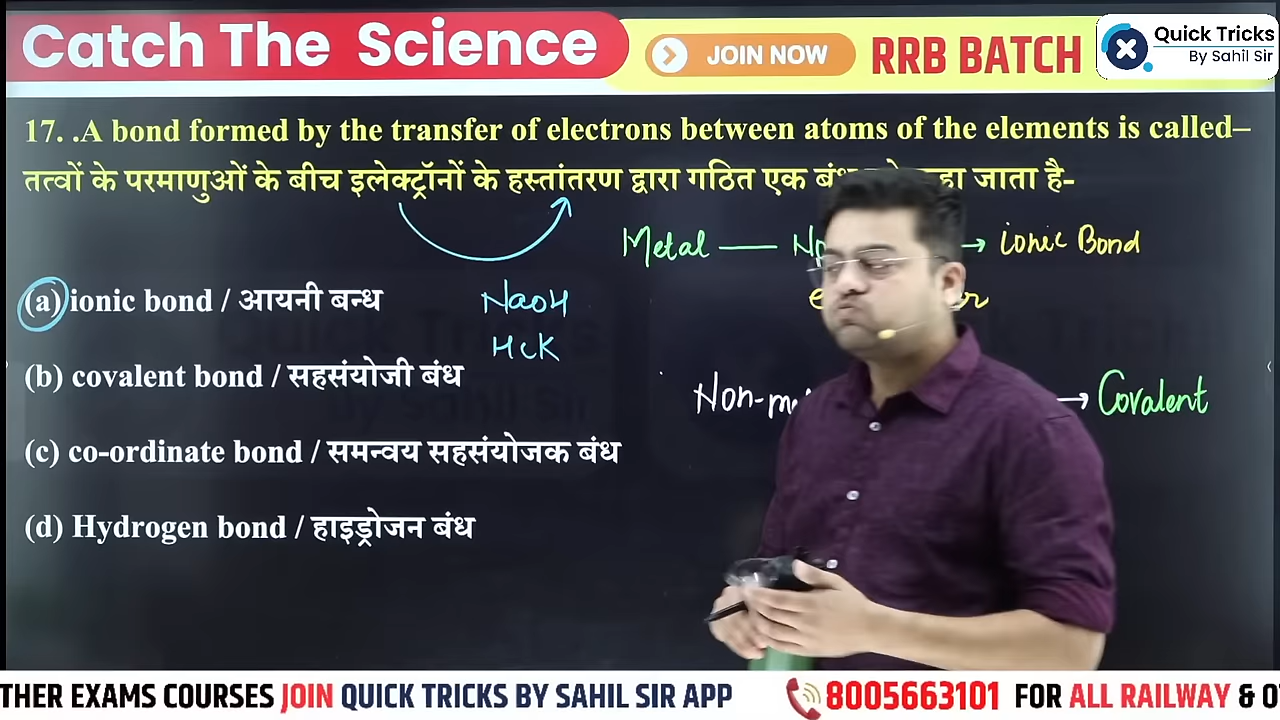 Catch The Science
JOIN NOW
RRB BATCH
Quick Tricks
By Sahil Sir
17. .A bond formed by the transfer of electrons between atoms of the elements is called–
तत्वों के परमाणुओं के बीच इलेक्ट्रॉनों के हस्तांतरण द्वारा गठित एक जाता है-
Metal → ionic Bond
(a) ionic bond / आयनी बन्ध
NaOH
(b) covalent bond / सहसंयोजी बंध
→ Covalent
(c) co-ordinate bond / समन्वय सहसंयोजक बंध
(d) Hydrogen bond / हाइड्रोजन बंध
THER EXAMS COURSES JOIN QUICK TRICKS BY SAHIL SIR APP 8005663101 FOR ALL RAILWAY & O